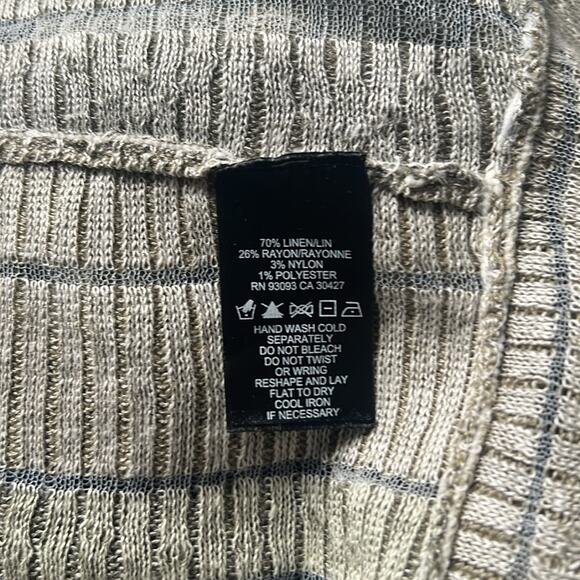 70% LINEN/LIN
26% RAYON/RAYONNE
3% NYLON
1% POLYESTER
RN 93093 CA 30427
HAND WASH COLD
SEPARATELY
DO NOT BLEACH
DO NOT TWIST
OR WRING
RESHAPE AND LAY
FLAT TO DRY
COOL IRON
IF NECESSARY